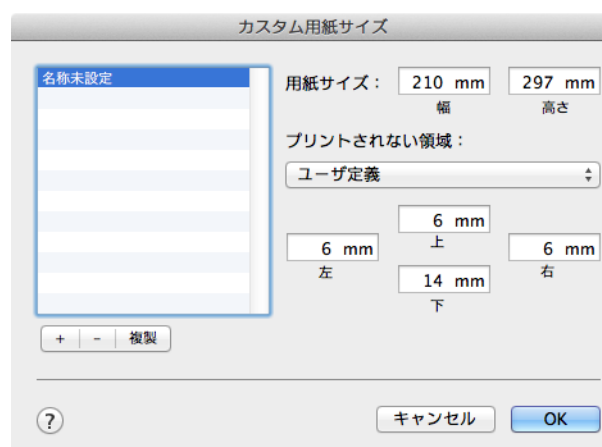 カスタム用紙サイズ
名称未設定
用紙サイズ： 210 mm 297 mm
幅 高さ
プリントされない領域：
ユーザ定義
6 mm
上
6 mm 6 mm
左 右
14 mm
下
+ - 複製
? キャンセル OK